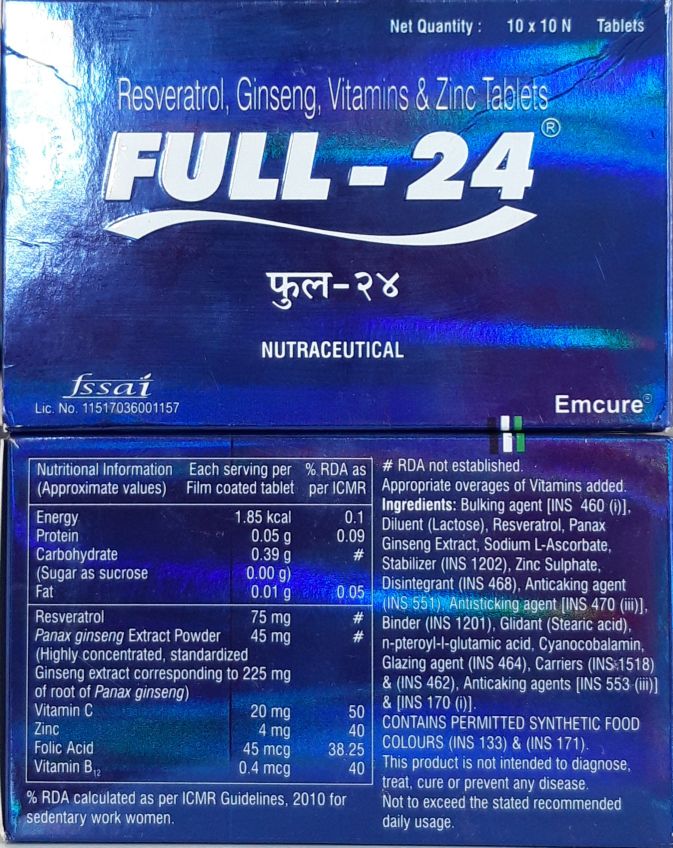 Net Quantity : 10 x 10 N Tablets
Resveratrol, Ginseng, Vitamins & Zinc Tablets
FULL - 24®
फुल-२४
NUTRACEUTICAL
fssai
Lic. No. 11517036001157
Emcure®
Nutritional Information Each serving per % RDA as
(Approximate values) Film coated tablet per ICMR
Energy 1.85 kcal 0.1
Protein 0.05 g 0.09
Carbohydrate 0.39 g #
(Sugar as sucrose 0.00 g)
Fat 0.01 g 0.05
Resveratrol 75 mg #
Panax ginseng Extract Powder 45 mg #
(Highly concentrated, standardized
Ginseng extract corresponding to 225 mg
of root of Panax ginseng)
Vitamin C 20 mg 50
Zinc 4 mg 40
Folic Acid 45 mcg 38.25
Vitamin B12 0.4 mcg 40
% RDA calculated as per ICMR Guidelines, 2010 for
sedentary work women.
# RDA not established.
Appropriate overages of Vitamins added.
Ingredients: Bulking agent [INS 460 (i)],
Diluent (Lactose), Resveratrol, Panax
Ginseng Extract, Sodium L-Ascorbate,
Stabilizer (INS 1202), Zinc Sulphate,
Disintegrant (INS 468), Anticaking agent
(INS 551), Antisticking agent [INS 470 (iii)],
Binder (INS 1201), Glidant (Stearic acid),
n-pteroyl-l-glutamic acid, Cyanocobalamin,
Glazing agent (INS 464), Carriers (INS 1518)
& (INS 462), Anticaking agents [INS 553 (iii)]
& [INS 170 (i)].
CONTAINS PERMITTED SYNTHETIC FOOD
COLOURS (INS 133) & (INS 171).
This product is not intended to diagnose,
treat, cure or prevent any disease.
Not to exceed the stated recommended
daily usage.